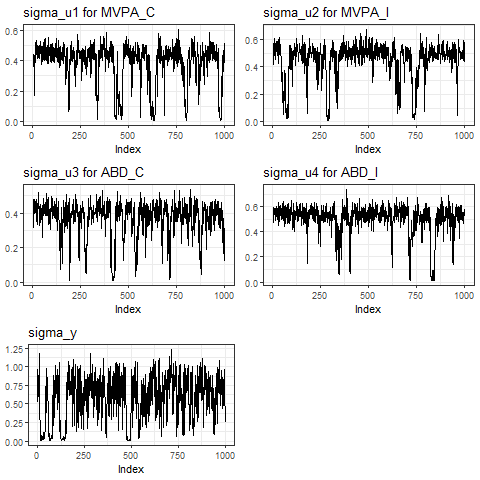 sigma_u1 for MVPA_C
0.6
0.4
0.2
0.0
0 250 500 750 1000
Index
sigma_u2 for MVPA_I
0.6
0.4
0.2
0.0
0 250 500 750 1000
Index
sigma_u3 for ABD_C
0.4
0.2
0.0
0 250 500 750 1000
Index
sigma_u4 for ABD_I
0.6
0.4
0.2
0.0
0 250 500 750 1000
Index
sigma_y
1.25
1.00
0.75
0.50
0.25
0.00
0 250 500 750 1000
Index